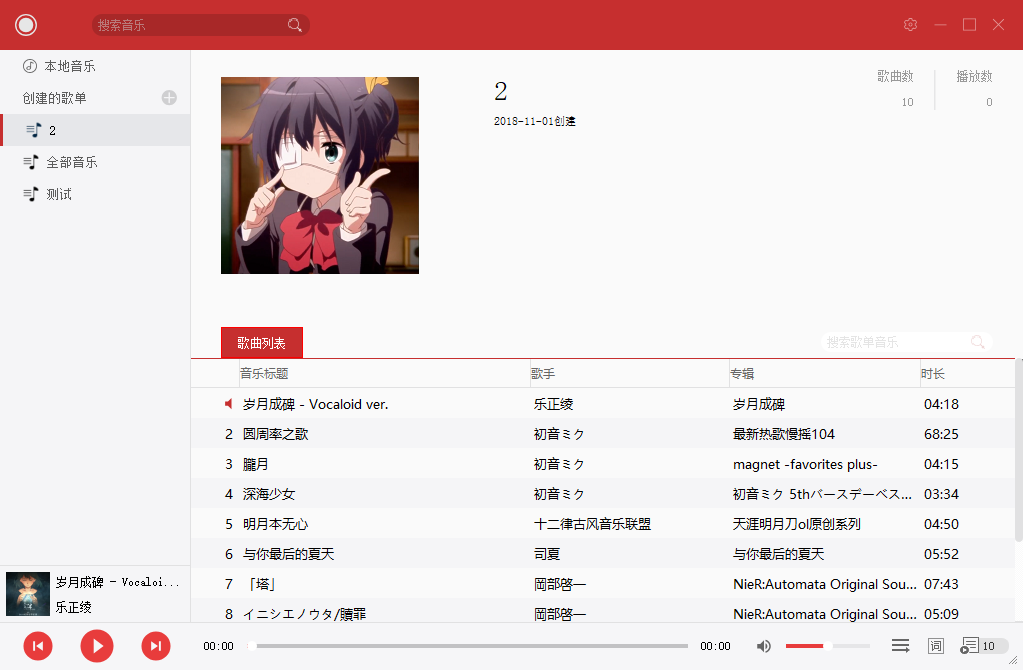 搜索音乐
本地音乐
创建的歌单
2
全部音乐
测试
2
2018-11-01创建
歌曲数
播放数
10
0
歌曲列表
搜索歌单音乐
音乐标题 歌手 专辑 时长
岁月成碑 - Vocaloid ver. 乐正绫 岁月成碑 04:18
2 圆周率之歌 初音ミク 最新热歌慢摇104 68:25
3 朧月 初音ミク magnet -favorites plus- 04:15
4 深海少女 初音ミク 初音ミク 5thバースデーベス... 03:34
5 明月本无心 十二律古风音乐联盟 天涯明月刀ol原创系列 04:50
6 与你最后的夏天 司夏 与你最后的夏天 05:52
7 「塔」 岡部啓一 NieR:Automata Original Sou... 07:43
8 イニシエノウタ/贖罪 岡部啓一 NieR:Automata Original Sou... 05:09
岁月成碑 - Vocaloi...
乐正绫
00:00
00:00
词
10